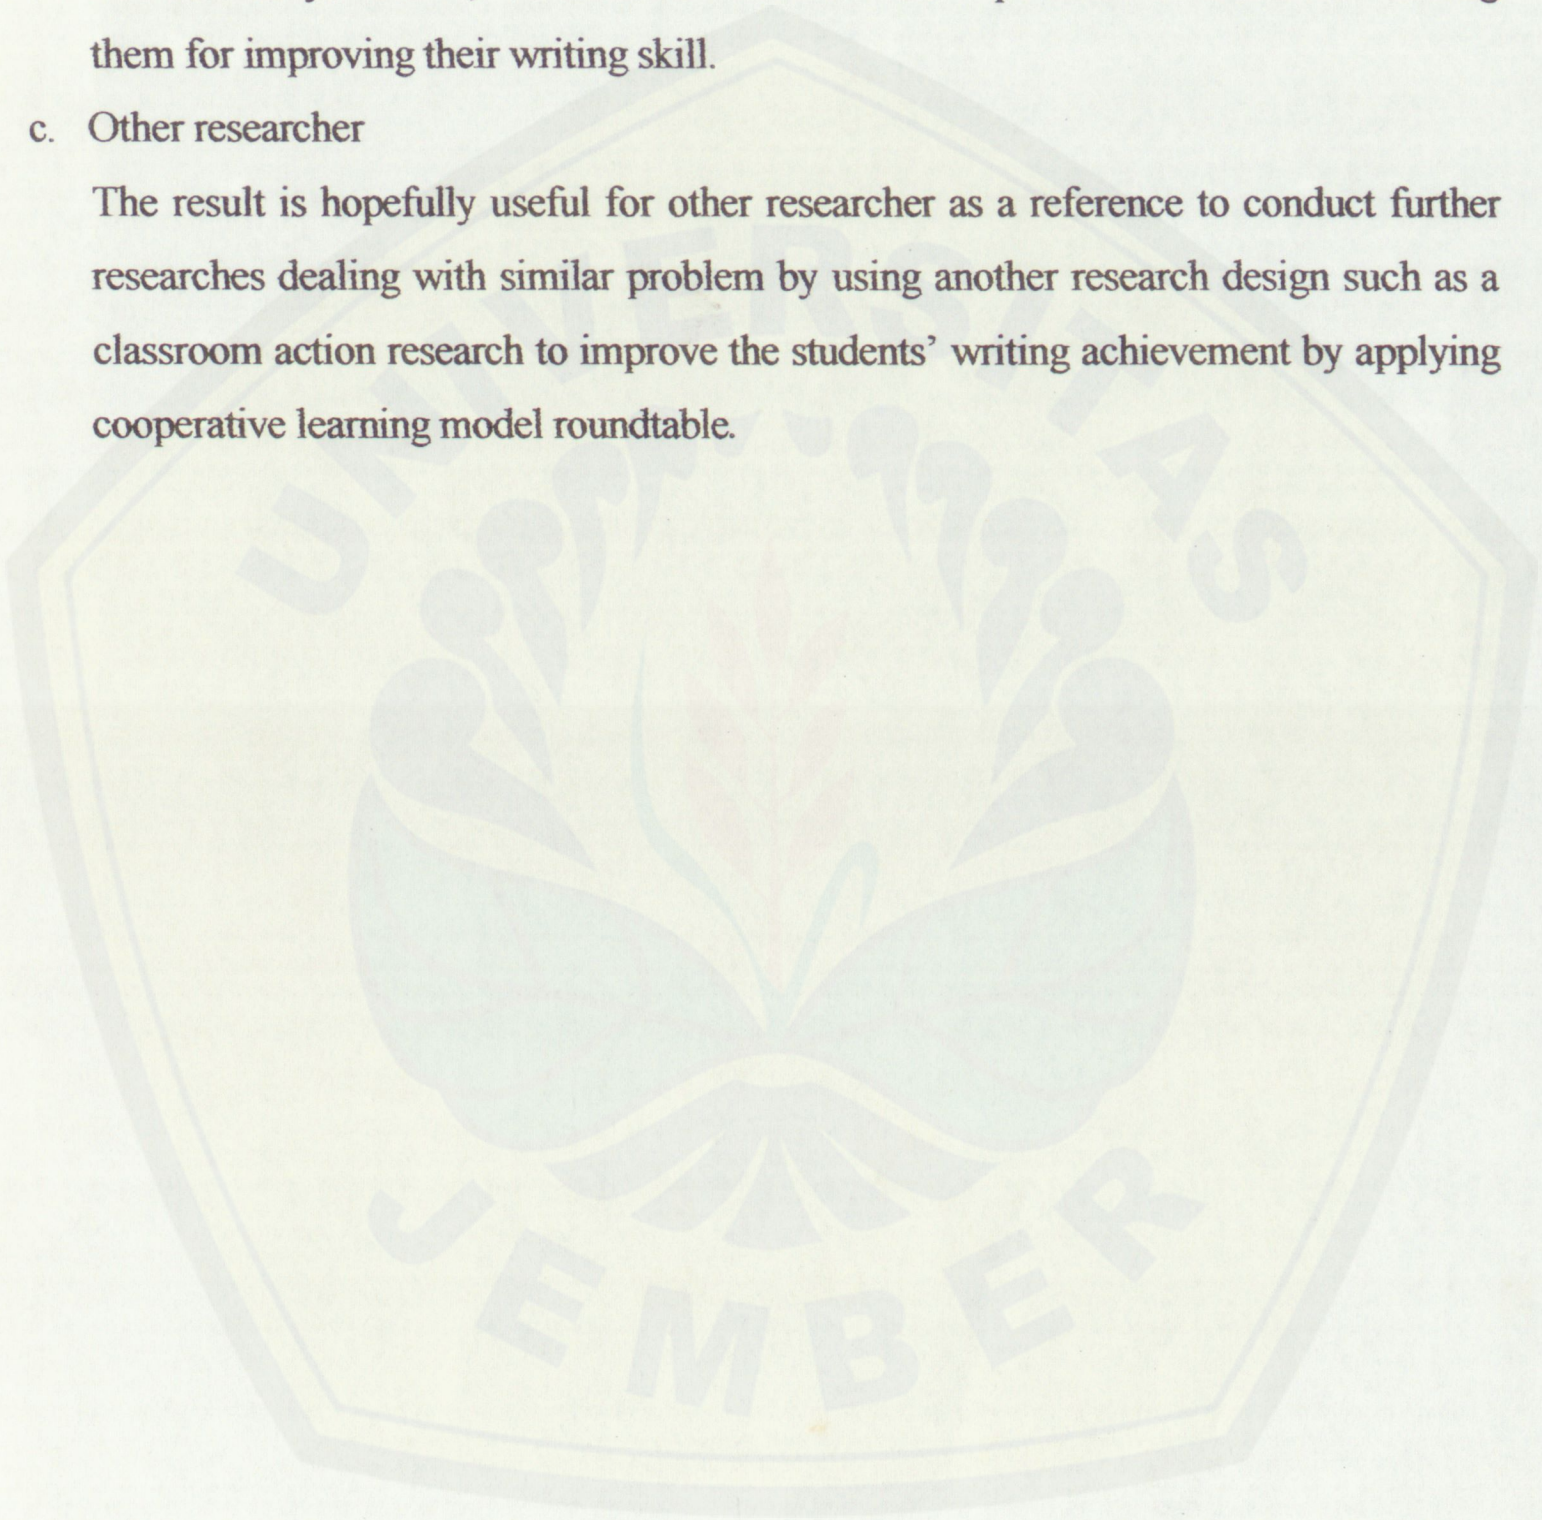 them for improving their writing skill.
c. Other researcher
The result is hopefully useful for other researcher as a reference to conduct further
researches dealing with similar problem by using another research design such as a
classroom action research to improve the students’ writing achievement by applying
cooperative learning model roundtable.
UNIVERSITAS
JEMBER